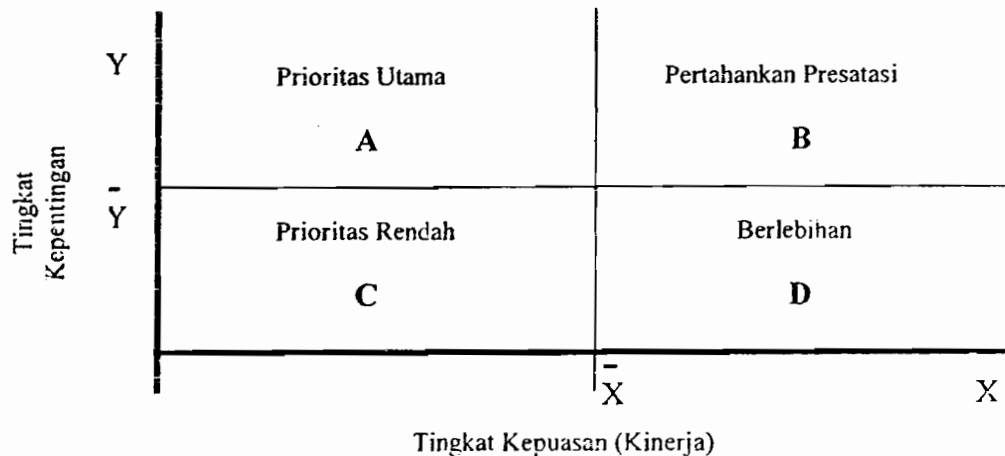 Y
Prioritas Utama
Pertahankan Presatasi
A
B
Tingkat
Kepentingan
Y̅
Prioritas Rendah
Berlebihan
C
D
X̅
X
Tingkat Kepuasan (Kinerja)